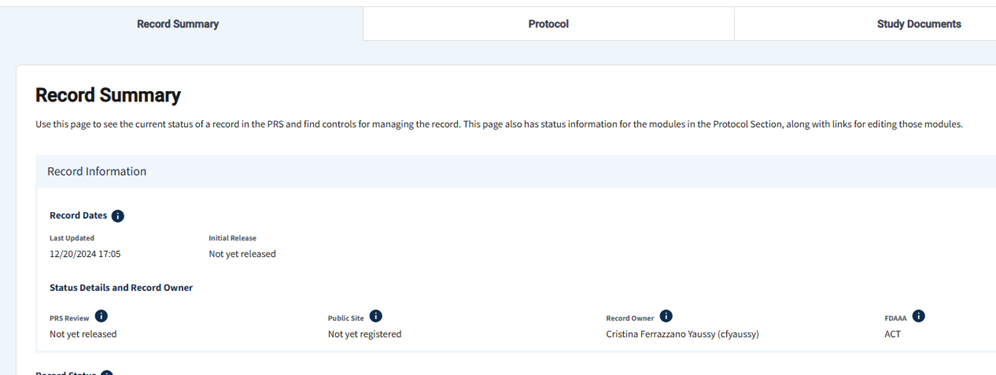 Record Summary Protocol Study Documents
Record Summary
Use this page to see the current status of a record in the PRS and find controls for managing the record. This page also has status information for the modules in the Protocol Section, along with links for editing those modules.
Record Information
Record Dates
Last Updated Initial Release
12/20/2024 17:05 Not yet released
Status Details and Record Owner
PRS Review Public Site Record Owner FDAAA
Not yet released Not yet registered Cristina Ferrazzano Yaussy (cfyaussy) ACT
Record Status